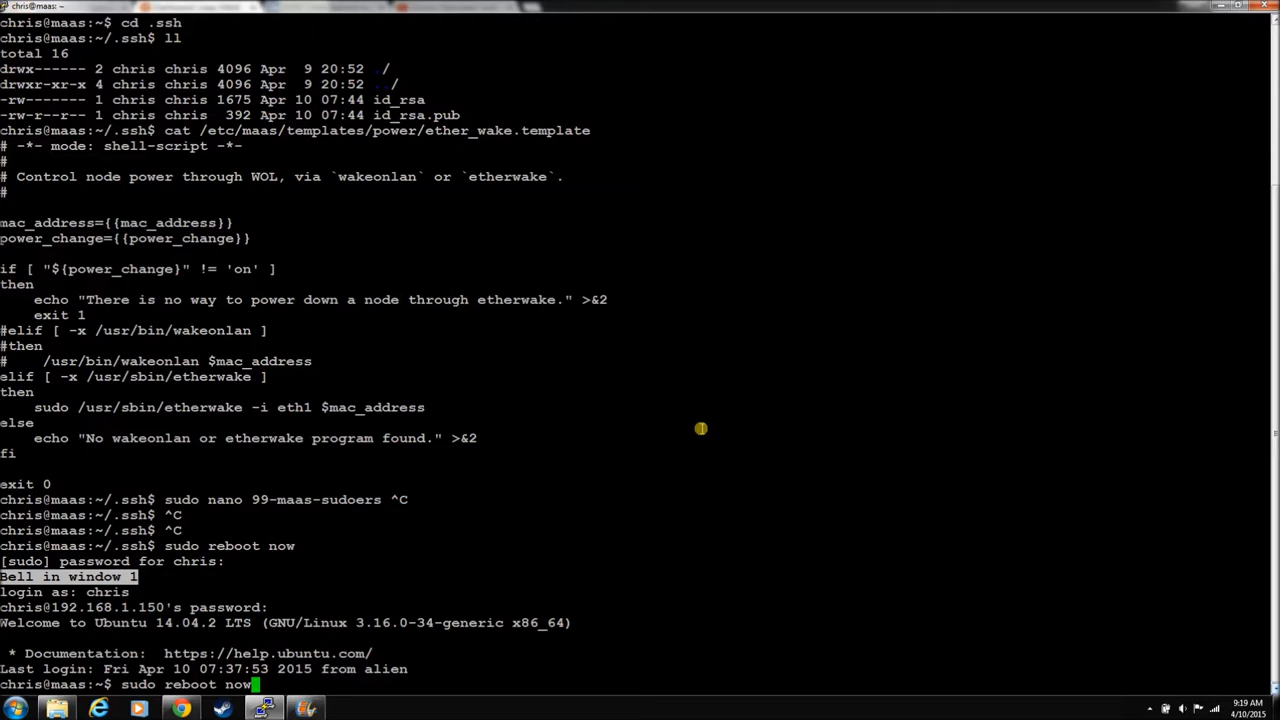 chris@maas: ~
chris@maas:~$ cd .ssh
chris@maas:~/.ssh$ ll
total 16
drwx------ 2 chris chris 4096 Apr  9 20:52 ./
drwxr-xr-x 4 chris chris 4096 Apr  9 20:52 ../
-rw------- 1 chris chris 1675 Apr 10 07:44 id_rsa
-rw-r--r-- 1 chris chris  392 Apr 10 07:44 id_rsa.pub
chris@maas:~/.ssh$ cat /etc/maas/templates/power/ether_wake.template
# -*- mode: shell-script -*-
#
# Control node power through WOL, via `wakeonlan` or `etherwake`.
#
mac_address={{mac_address}}
power_change={{power_change}}
if [ "${power_change}" != 'on' ]
then
    echo "There is no way to power down a node through etherwake." >&2
    exit 1
#elif [ -x /usr/bin/wakeonlan ]
#then
#    /usr/bin/wakeonlan $mac_address
elif [ -x /usr/sbin/etherwake ]
then
    sudo /usr/sbin/etherwake -i eth1 $mac_address
else
    echo "No wakeonlan or etherwake program found." >&2
fi
exit 0
chris@maas:~/.ssh$ sudo nano 99-maas-sudoers ^C
chris@maas:~/.ssh$ ^C
chris@maas:~/.ssh$ ^C
chris@maas:~/.ssh$ sudo reboot now
[sudo] password for chris:
Bell in window 1
login as: chris
chris@192.168.1.150's password:
Welcome to Ubuntu 14.04.2 LTS (GNU/Linux 3.16.0-34-generic x86_64)
 * Documentation:  https://help.ubuntu.com/
Last login: Fri Apr 10 07:37:53 2015 from alien
chris@maas:~$ sudo reboot now
9:19 AM
4/10/2015